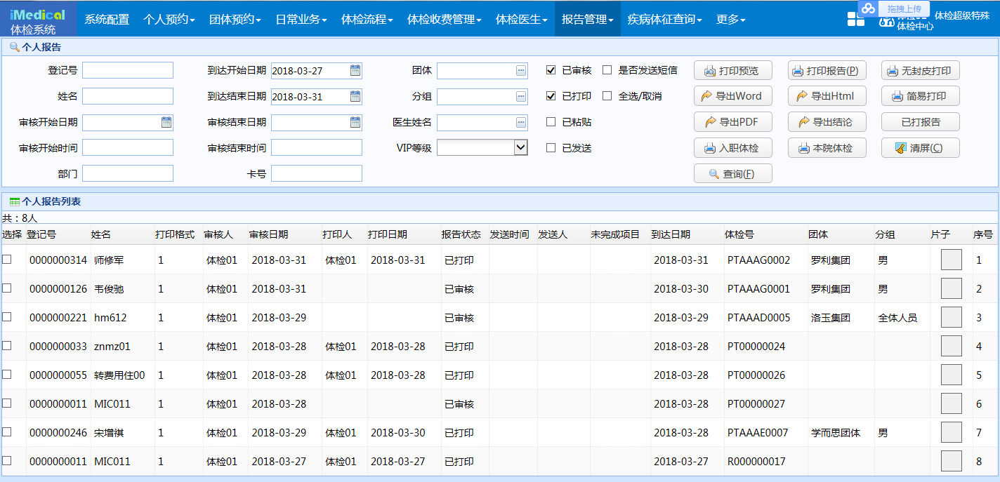 iMedical
体检系统
系统配置 个人预约 团体预约 日常业务 体检流程 体检收费管理 体检医生 报告管理 疾病体征查询 更多
拖拽上传
体检中心
体检超级特殊
个人报告
登记号 到达开始日期 2018-03-27 团体 已审核 是否发送短信 打印预览 打印报告(P) 无封皮打印
姓名 到达结束日期 2018-03-31 分组 已打印 全选/取消 导出Word 导出Html 简易打印
审核开始日期 审核结束日期 医生姓名 已粘贴 导出PDF 导出结论 已打报告
审核开始时间 审核结束时间 VIP等级 已发送 入职体检 本院体检 清屏(C)
部门 卡号 查询(F)
个人报告列表
共：8人
选择 登记号 姓名 打印格式 审核人 审核日期 打印人 打印日期 报告状态 发送时间 发送人 未完成项目 到达日期 体检号 团体 分组 片子 序号
0000000314 师修军 1 体检01 2018-03-31 体检01 2018-03-31 已打印 2018-03-31 PTAAAG0002 罗利集团 男 1
0000000126 韦俊驰 1 体检01 2018-03-31 已审核 2018-03-30 PTAAAG0001 罗利集团 男 2
0000000221 hm612 1 体检01 2018-03-29 已审核 2018-03-29 PTAAAD0005 洛玉集团 全体人员 3
0000000033 znmz01 1 体检01 2018-03-28 体检01 2018-03-28 已打印 2018-03-28 PT00000024 4
0000000055 转费用住00 1 体检01 2018-03-28 体检01 2018-03-28 已打印 2018-03-28 PT00000026 5
0000000011 MIC011 1 体检01 2018-03-28 已审核 2018-03-28 PT00000027 6
0000000246 宋增祺 1 体检01 2018-03-29 体检01 2018-03-30 已打印 2018-03-28 PTAAAE0007 学而思团体 男 7
0000000011 MIC011 1 体检01 2018-03-27 体检01 2018-03-27 已打印 2018-03-27 R000000017 8